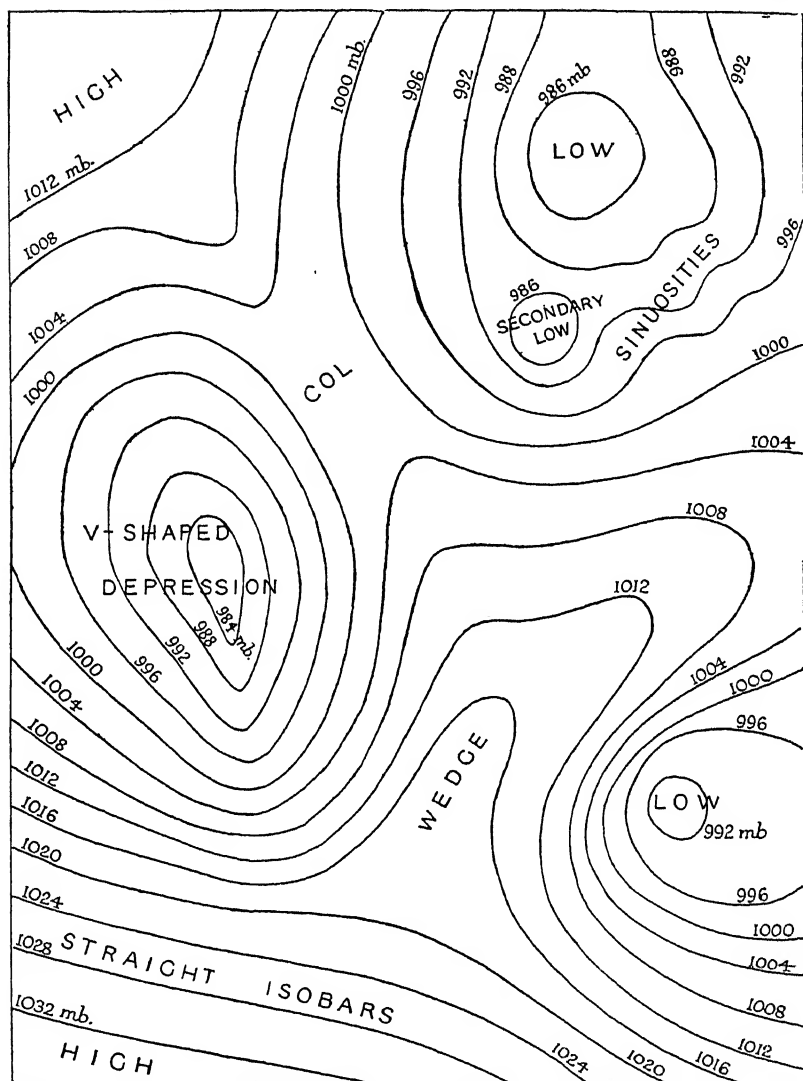 1000 mb.
996
992
988
986 mb
988
992
HIGH
LOW
1012 mb.
1008
996
SINUOSITIES
986
SECONDARY
LOW
1004
1000
COL
1000
1004
1008
V-SHAPED
DEPRESSION
984 mb.
988
992
996
1012
1000
1004
1004
1000
1008
996
WEDGE
1012
1016
LOW
992 mb
1020
996
1024
1000
1028
STRAIGHT ISOBARS
1004
1032 mb.
1008
HIGH
1012
1024
1020
1016